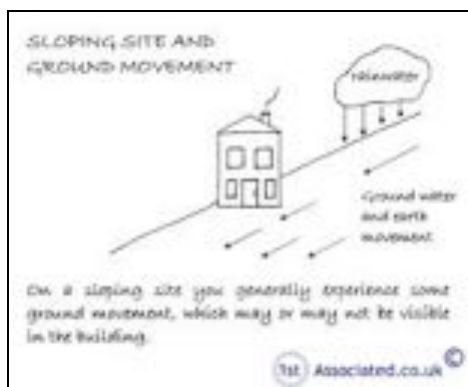 SLOPING SITE AND
GROUND MOVEMENT
rainwater
Ground water
and earth
movement
On a sloping site you generally experience some
ground movement, which may or may not be visible
in the building.
1st Associated.co.uk ©